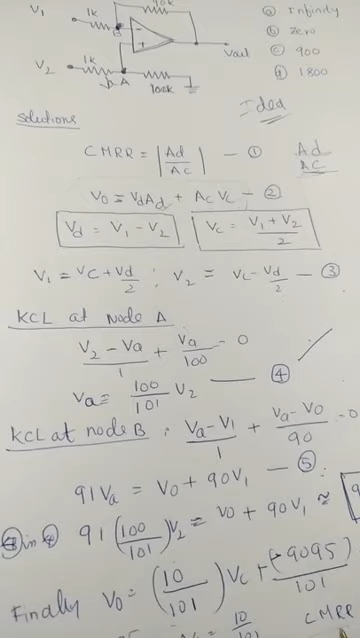 90k
V1 1k
B
V2 1k
A 100k Vout
ⓐ Infinity
ⓑ zero
ⓒ 900
ⓓ 1800
Idea
Solutions
CMRR = |Ad/Ac| — ①
Ad/AC
V0 = VdAd + AcVc — ②
Vd = V1 - V2
Vc = (V1 + V2)/2
V1 = VC + Vd/2 ; V2 = Vc - Vd/2 — ③
KCL at Node A
(V2 - Va)/1 + Va/100 - 0
Va = 100/101 V2 — ④
KCL at node B : (Va - V1)/1 + (Va - V0)/90 - 0
91Va = V0 + 90V1 — ⑤
in ④ 91(100/101)V2 = V0 + 90V1
Finally V0 = (10/101)Vc + (-9095)/101
10/101 CMRR